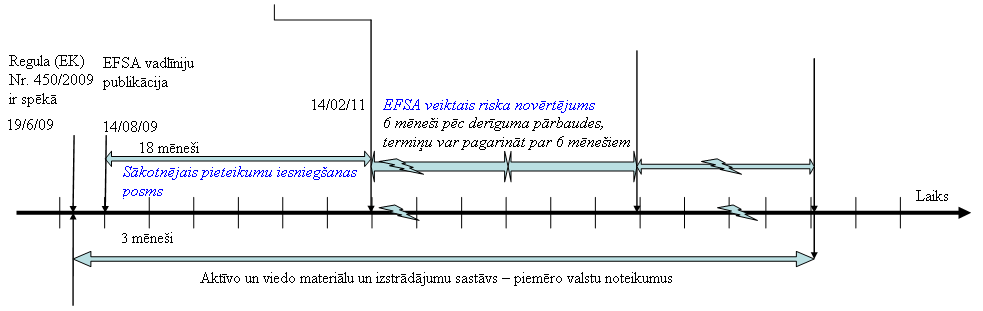 Regula (EK)
Nr. 450/2009
ir spēkā
19/6/09
EFSA vadlīniju
publikācija
14/08/09
14/02/11
EFSA veiktais riska novērtējums
6 mēneši pēc derīguma pārbaudes,
termiņu var pagarināt par 6 mēnešiem
18 mēneši
Sākotnējais pieteikumu iesniegšanas
posms
Laiks
3 mēneši
Aktīvo un viedo materiālu un izstrādājumu sastāvs – piemēro valstu noteikumus